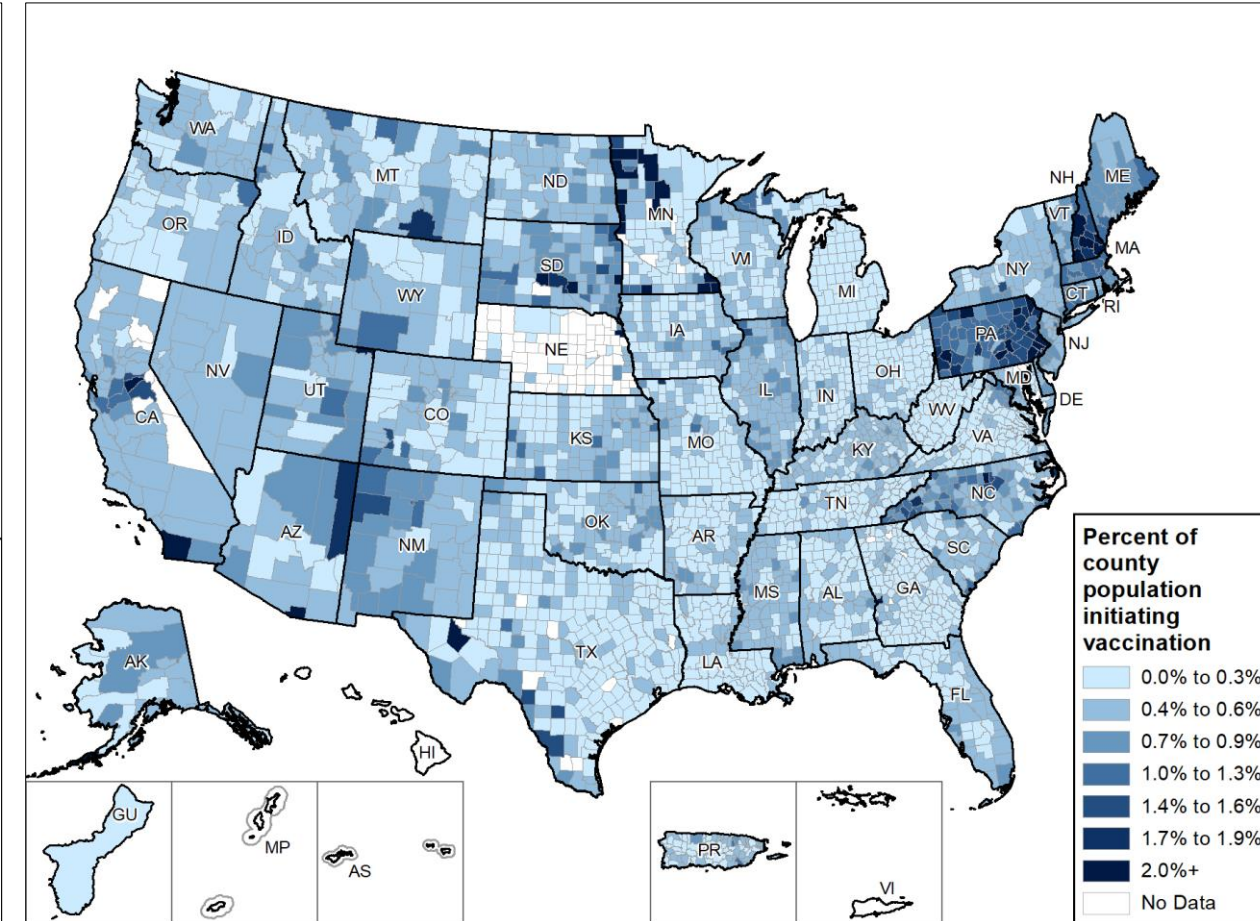 WA
MT
ND
MN
OR
ID
SD
WI
MI
NY
VT
NH
ME
MA
WY
CT
RI
NE
IA
PA
NJ
NV
UT
CO
IL
IN
OH
MD
DE
CA
KS
MO
WV
VA
KY
AZ
NM
OK
AR
TN
NC
SC
TX
LA
MS
AL
GA
FL
AK
HI
GU
MP
AS
PR
VI
Percent of
county
population
initiating
vaccination
0.0% to 0.3%
0.4% to 0.6%
0.7% to 0.9%
1.0% to 1.3%
1.4% to 1.6%
1.7% to 1.9%
2.0%+
No Data